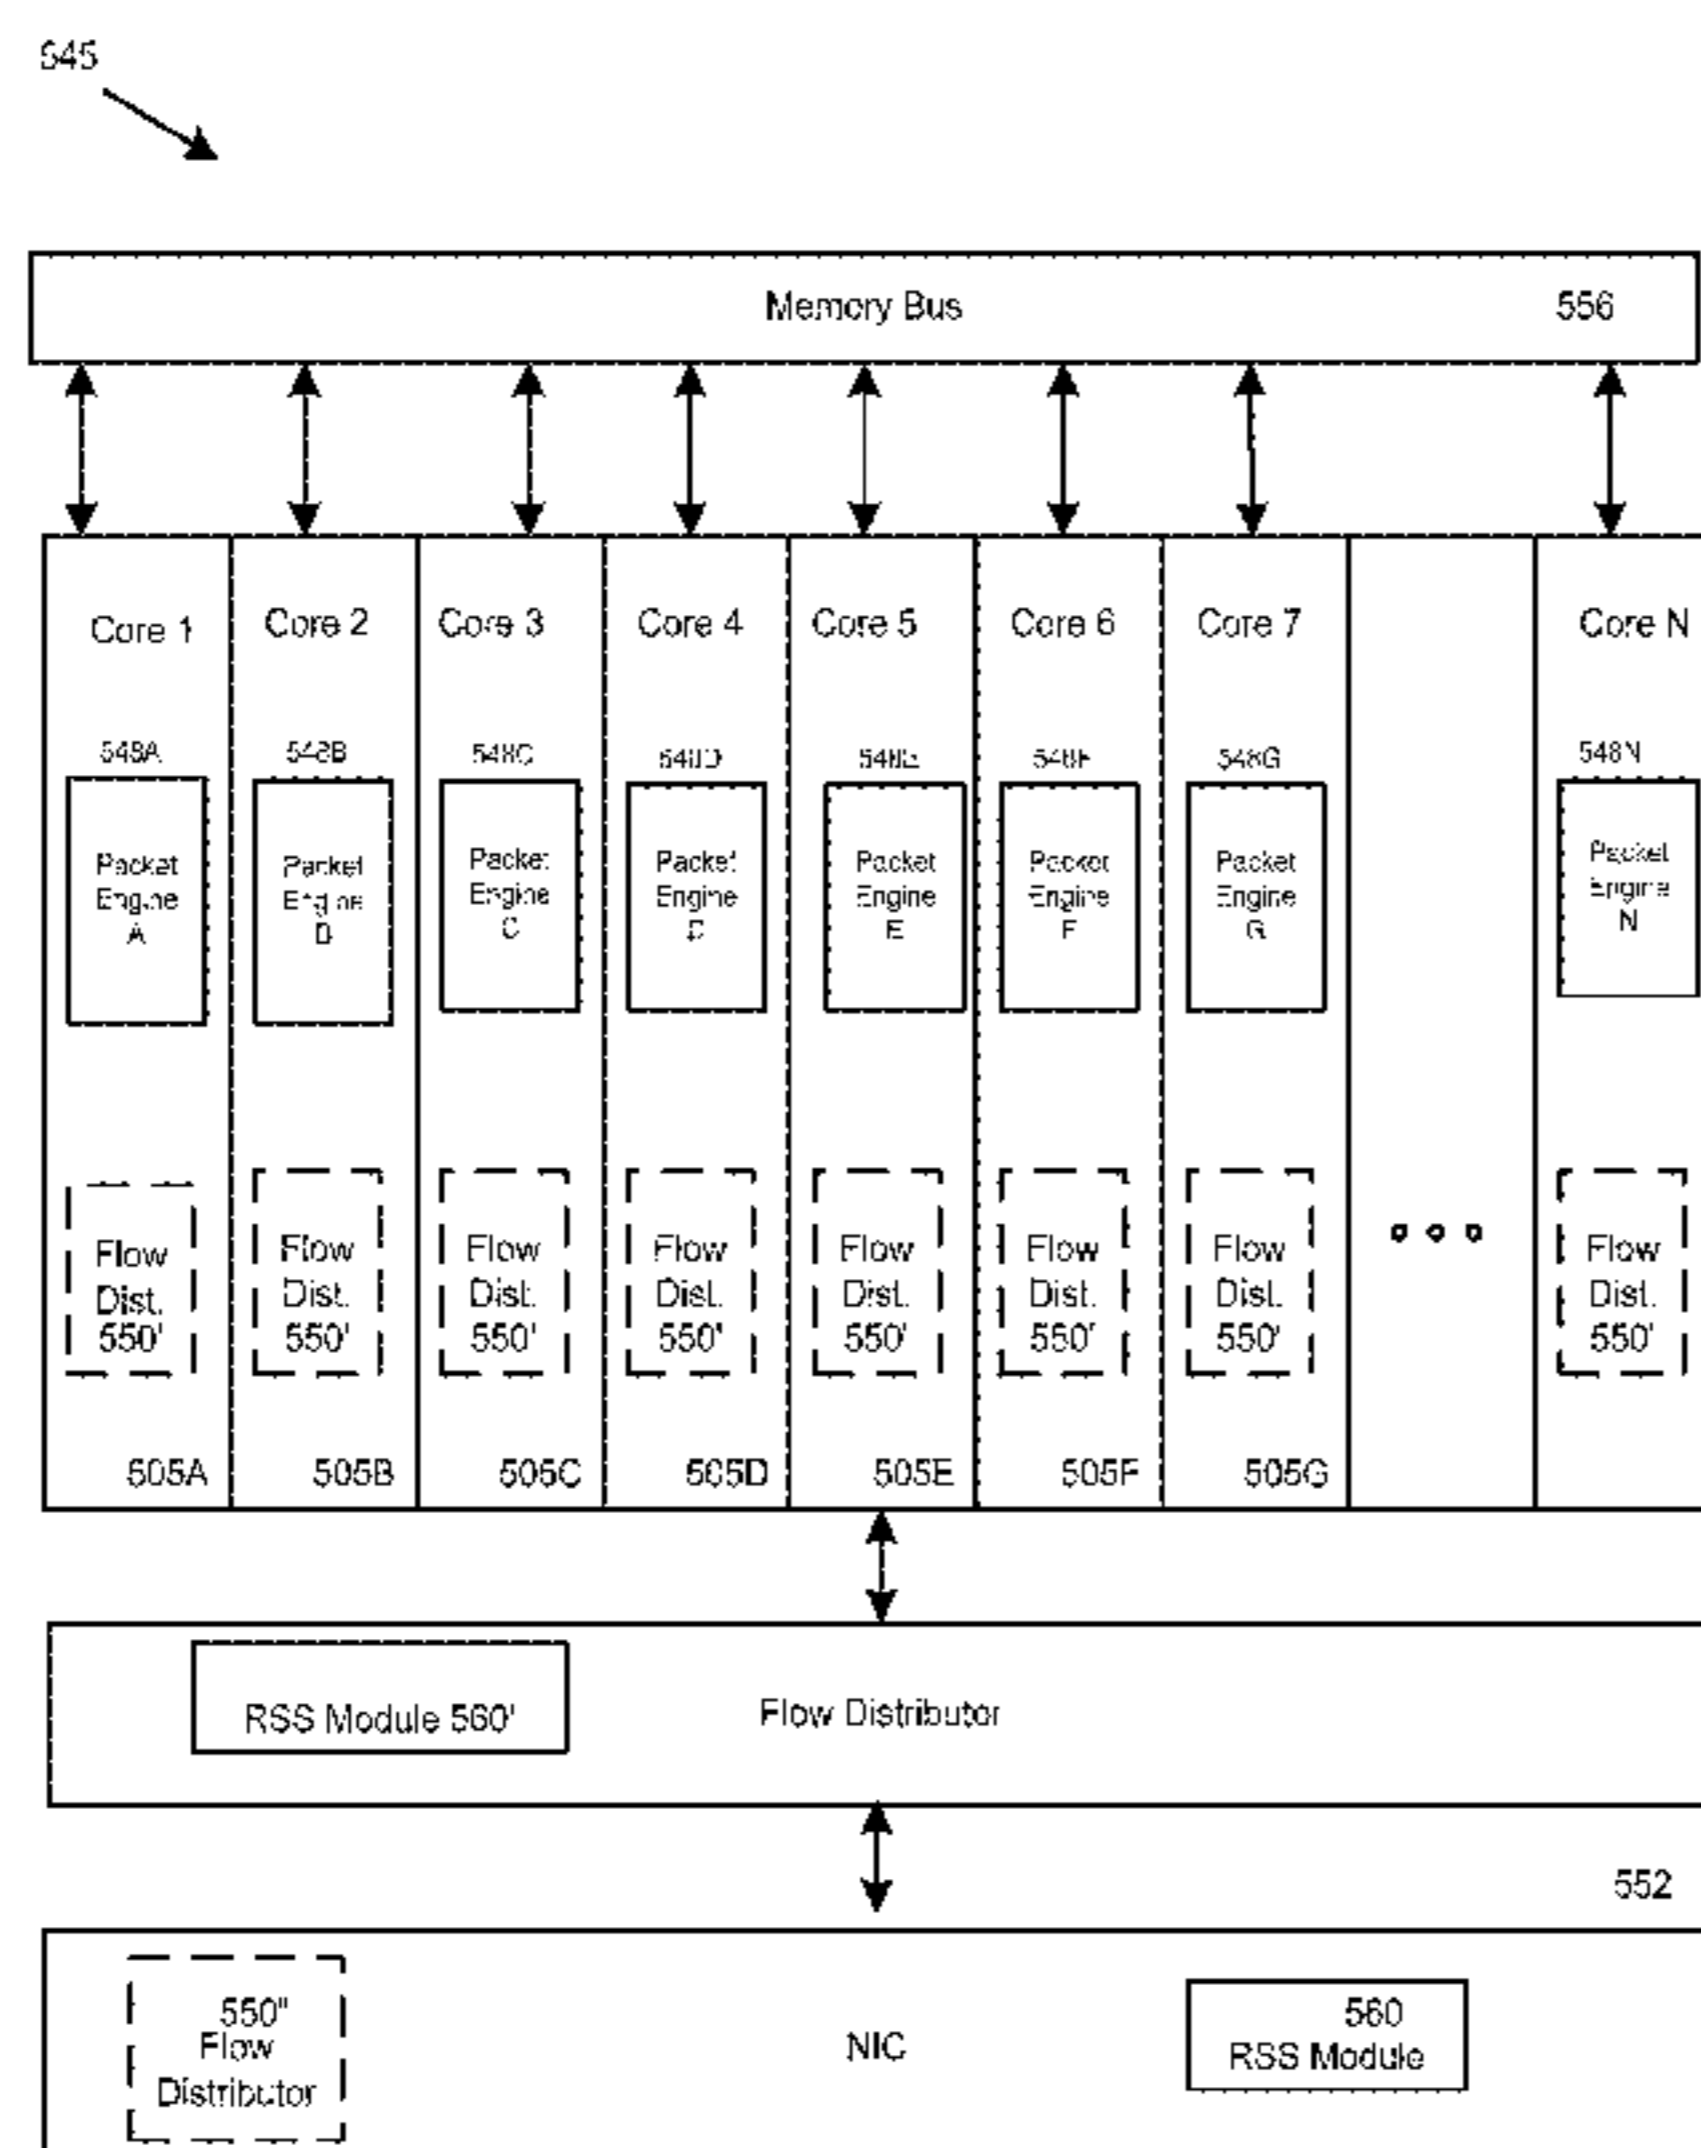 545
Memory Bus 556
Core 1 Core 2 Core 3 Core 4 Core 5 Core 6 Core 7 Core N
548A 548B 548C 548D 548E 548F 548G 548N
Packet Packet Packet Packet Packet Packet Packet Packet
Engine Engine Engine Engine Engine Engine Engine Engine
A B C D E F G N
Flow Flow Flow Flow Flow Flow Flow Flow
Dist. Dist. Dist. Dist. Dist. Dist. Dist. Dist.
550' 550' 550' 550' 550' 550' 550' 550'
505A 505B 505C 505D 505E 505F 505G
RSS Module 560' Flow Distributor
552
550" 560
Flow NIC RSS Module
Distributor